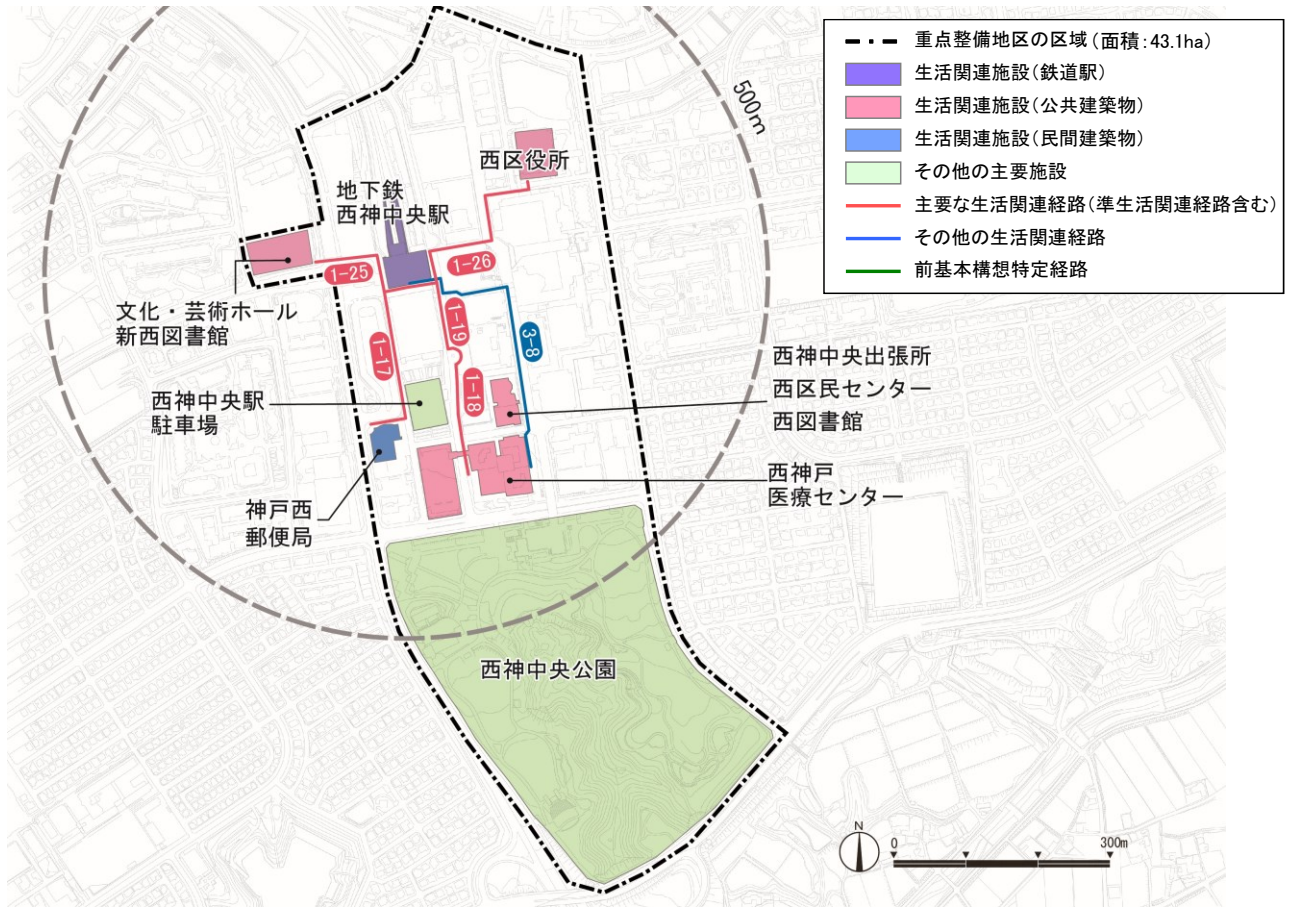 重点整備地区の区域(面積:43.1ha)
生活関連施設(鉄道駅)
生活関連施設(公共建築物)
生活関連施設(民間建築物)
その他の主要施設
主要な生活関連経路(準生活関連経路含む)
その他の生活関連経路
前基本構想特定経路
500m
西区役所
地下鉄
西神中央駅
1-25
1-26
文化・芸術ホール
新西図書館
1-19
3-8
1-17
1-18
西神中央駅
駐車場
西神中央出張所
西区民センター
西図書館
西神戸
医療センター
神戸西
郵便局
西神中央公園
N
0
300m